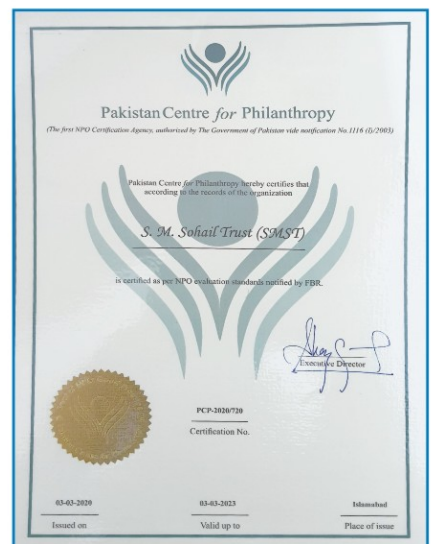 Pakistan Centre for Philanthropy
(The first NPO Certification Agency, authorized by The Government of Pakistan vide notification No.1116 (I)/2003)
Pakistan Centre for Philanthropy hereby certifies that
according to the records of the organization
S. M. Sohail Trust (SMST)
is certified as per NPO evaluation standards notified by FBR.
Executive Director
PCP-2020/720
Certification No.
03-03-2020
03-03-2023
Islamabad
Issued on
Valid up to
Place of issue